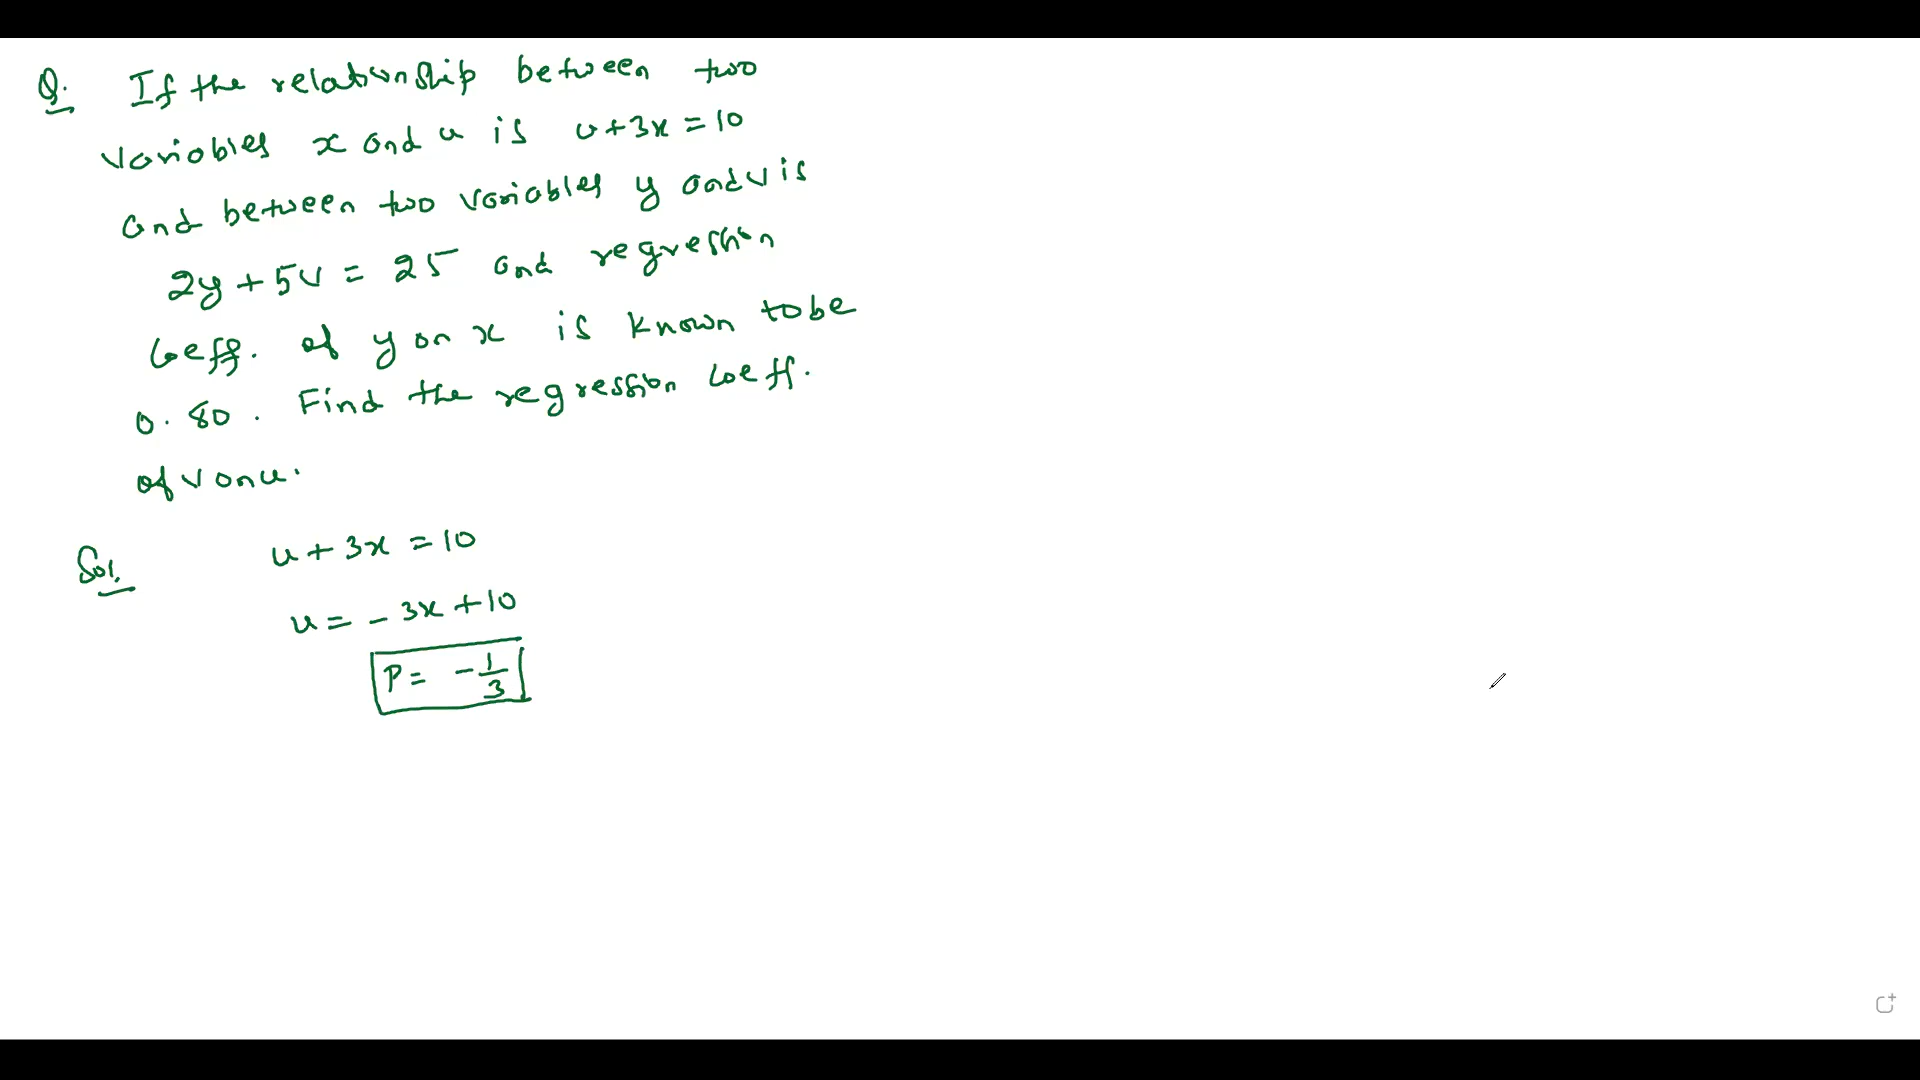 Q. If the relationship between two
variables x and u is u+3x=10
and between two variables y and v is
2y+5v = 25 and regression
Coeff. of y on x is known to be
0.80. Find the regression coeff.
of v on u.
Sol. u+3x=10
u = -3x+10
P = -1/3